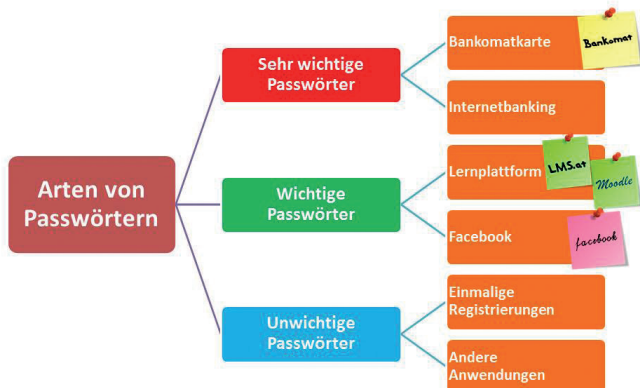 Arten von
Passwörtern
Sehr wichtige
Passwörter
Bankomatkarte
Bankomat
Internetbanking
Wichtige
Passwörter
Lernplattform
LMS.at
Moodle
Facebook
facebook
Unwichtige
Passwörter
Einmalige
Registrierungen
Andere
Anwendungen